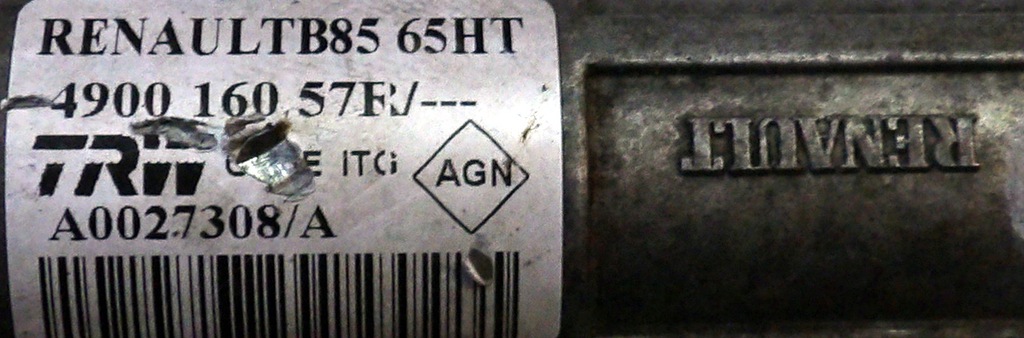 RENAULTB85 65HT
4900 160 57R/---
TRW ITG
AGN
A0027308/A
RENAULT